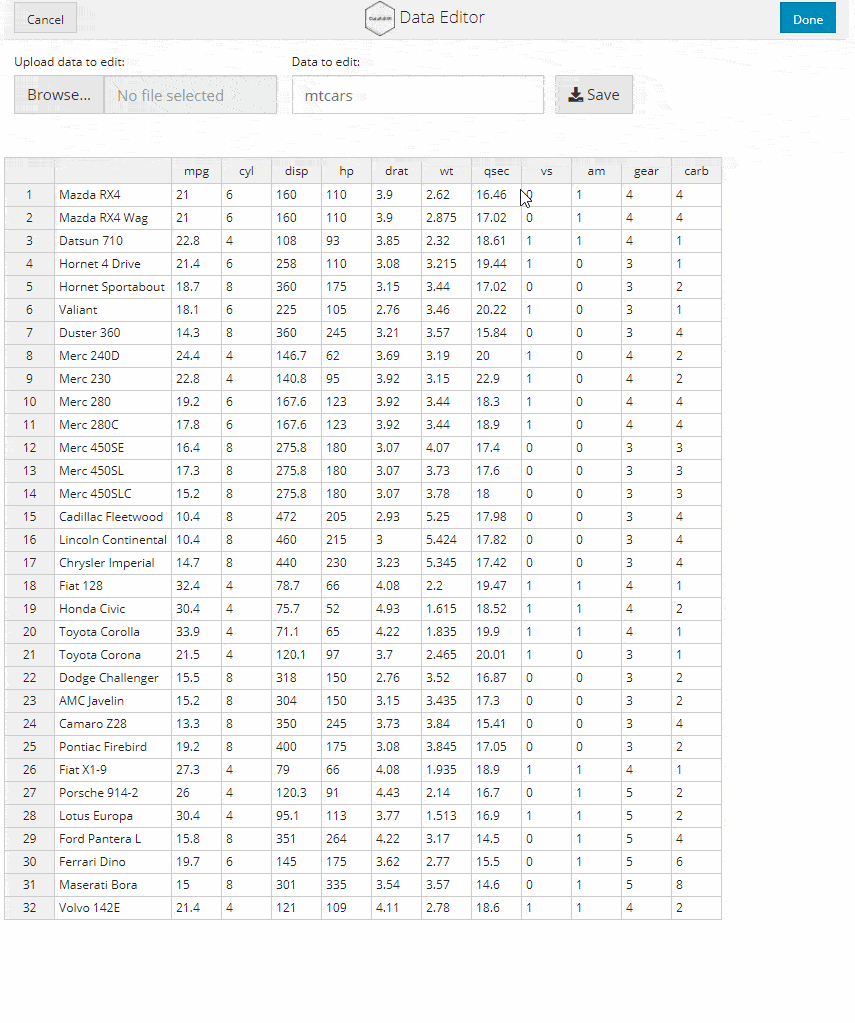 Cancel Data Editor Done
Upload data to edit: Data to edit:
Browse... No file selected mtcars Save
mpg cyl disp hp drat wt qsec vs am gear carb
1 Mazda RX4 21 6 160 110 3.9 2.62 16.46 0 1 4 4
2 Mazda RX4 Wag 21 6 160 110 3.9 2.875 17.02 0 1 4 4
3 Datsun 710 22.8 4 108 93 3.85 2.32 18.61 1 1 4 1
4 Hornet 4 Drive 21.4 6 258 110 3.08 3.215 19.44 1 0 3 1
5 Hornet Sportabout 18.7 8 360 175 3.15 3.44 17.02 0 0 3 2
6 Valiant 18.1 6 225 105 2.76 3.46 20.22 1 0 3 1
7 Duster 360 14.3 8 360 245 3.21 3.57 15.84 0 0 3 4
8 Merc 240D 24.4 4 146.7 62 3.69 3.19 20 1 0 4 2
9 Merc 230 22.8 4 140.8 95 3.92 3.15 22.9 1 0 4 2
10 Merc 280 19.2 6 167.6 123 3.92 3.44 18.3 1 0 4 4
11 Merc 280C 17.8 6 167.6 123 3.92 3.44 18.9 1 0 4 4
12 Merc 450SE 16.4 8 275.8 180 3.07 4.07 17.4 0 0 3 3
13 Merc 450SL 17.3 8 275.8 180 3.07 3.73 17.6 0 0 3 3
14 Merc 450SLC 15.2 8 275.8 180 3.07 3.78 18 0 0 3 3
15 Cadillac Fleetwood 10.4 8 472 205 2.93 5.25 17.98 0 0 3 4
16 Lincoln Continental 10.4 8 460 215 3 5.424 17.82 0 0 3 4
17 Chrysler Imperial 14.7 8 440 230 3.23 5.345 17.42 0 0 3 4
18 Fiat 128 32.4 4 78.7 66 4.08 2.2 19.47 1 1 4 1
19 Honda Civic 30.4 4 75.7 52 4.93 1.615 18.52 1 1 4 2
20 Toyota Corolla 33.9 4 71.1 65 4.22 1.835 19.9 1 1 4 1
21 Toyota Corona 21.5 4 120.1 97 3.7 2.465 20.01 1 0 3 1
22 Dodge Challenger 15.5 8 318 150 2.76 3.52 16.87 0 0 3 2
23 AMC Javelin 15.2 8 304 150 3.15 3.435 17.3 0 0 3 2
24 Camaro Z28 13.3 8 350 245 3.73 3.84 15.41 0 0 3 4
25 Pontiac Firebird 19.2 8 400 175 3.08 3.845 17.05 0 0 3 2
26 Fiat X1-9 27.3 4 79 66 4.08 1.935 18.9 1 1 4 1
27 Porsche 914-2 26 4 120.3 91 4.43 2.14 16.7 0 1 5 2
28 Lotus Europa 30.4 4 95.1 113 3.77 1.513 16.9 1 1 5 2
29 Ford Pantera L 15.8 8 351 264 4.22 3.17 14.5 0 1 5 4
30 Ferrari Dino 19.7 6 145 175 3.62 2.77 15.5 0 1 5 6
31 Maserati Bora 15 8 301 335 3.54 3.57 14.6 0 1 5 8
32 Volvo 142E 21.4 4 121 109 4.11 2.78 18.6 1 1 4 2